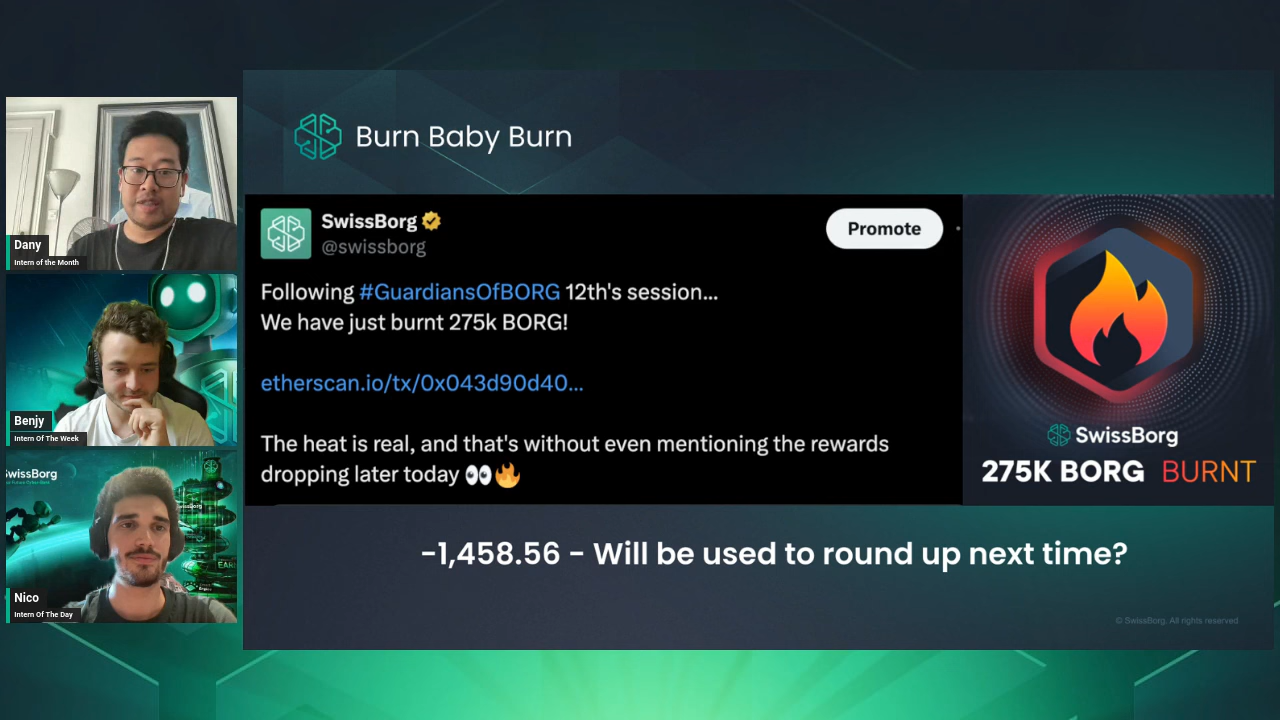 Burn Baby Burn
SwissBorg
@swissborg
Promote
Following #GuardiansOfBORG 12th's session...
We have just burnt 275k BORG!
etherscan.io/tx/0x043d90d40...
The heat is real, and that's without even mentioning the rewards
dropping later today 👀🔥
SwissBorg
275K BORG BURNT
-1,458.56 - Will be used to round up next time?
© SwissBorg. All rights reserved
Dany
Intern of the Month
Benjy
Intern Of The Week
SwissBorg
Nico
Intern Of The Day